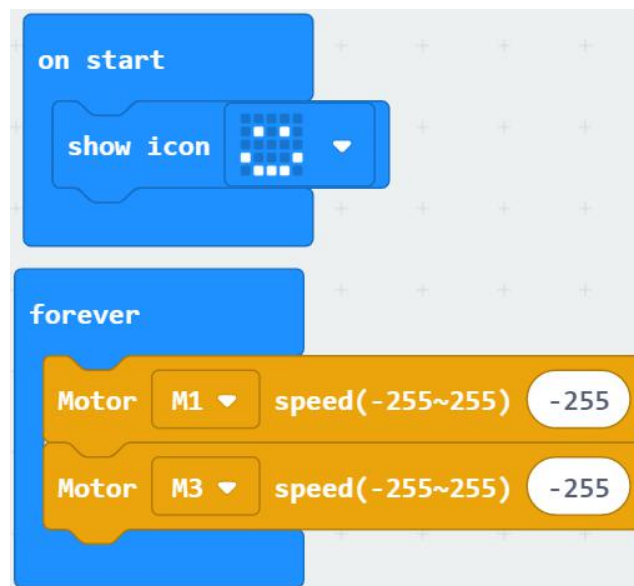 on start
show icon
forever
Motor M1 speed(-255~255) -255
Motor M3 speed(-255~255) -255